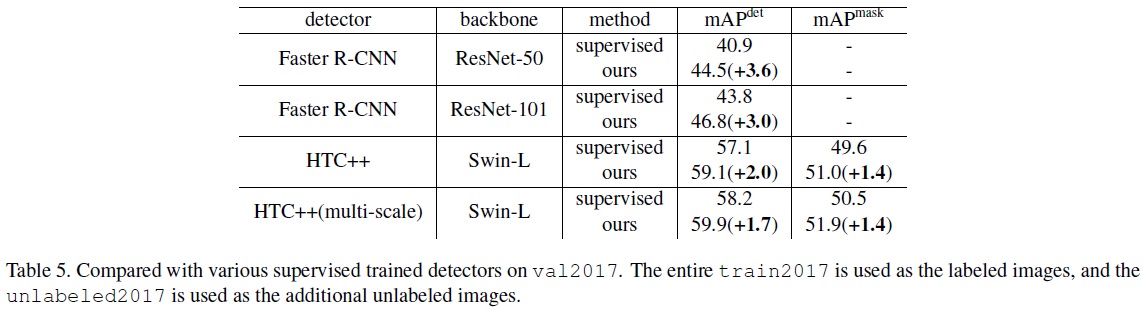 detector backbone method mAP^det mAP^mask
Faster R-CNN ResNet-50 supervised 40.9 -
ours 44.5(+3.6) -
Faster R-CNN ResNet-101 supervised 43.8 -
ours 46.8(+3.0) -
HTC++ Swin-L supervised 57.1 49.6
ours 59.1(+2.0) 51.0(+1.4)
HTC++(multi-scale) Swin-L supervised 58.2 50.5
ours 59.9(+1.7) 51.9(+1.4)
Table 5. Compared with various supervised trained detectors on val2017. The entire train2017 is used as the labeled images, and the
unlabeled2017 is used as the additional unlabeled images.